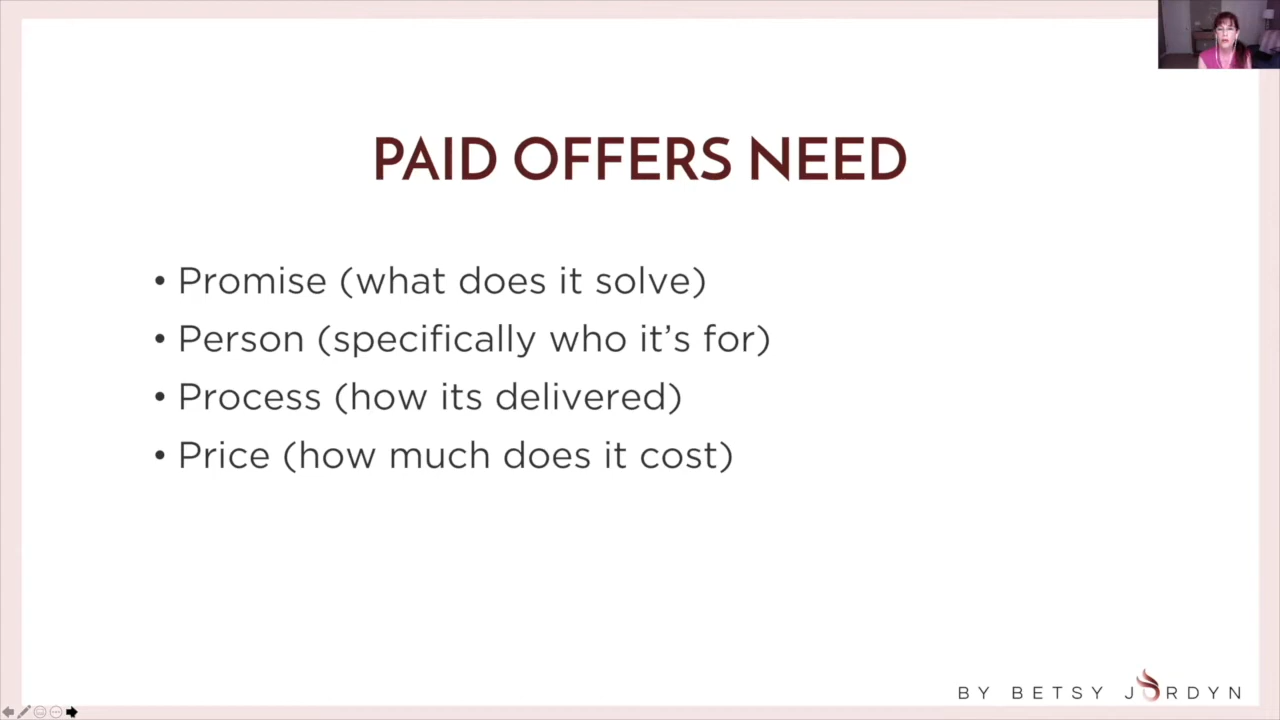 PAID OFFERS NEED
• Promise (what does it solve)
• Person (specifically who it's for)
• Process (how its delivered)
• Price (how much does it cost)
BY BETSY JORDYN